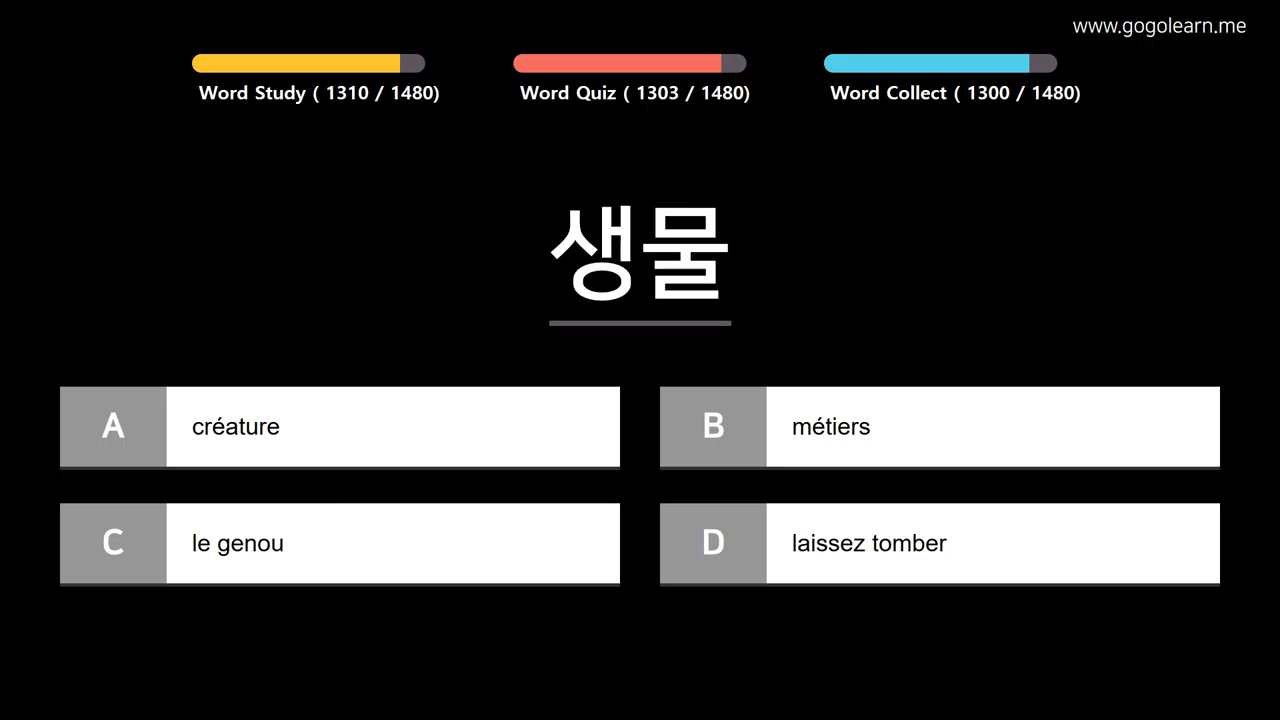 www.gogolearn.me
Word Study ( 1310 / 1480)
Word Quiz ( 1303 / 1480)
Word Collect ( 1300 / 1480)
생물
A créature
B métiers
C le genou
D laissez tomber